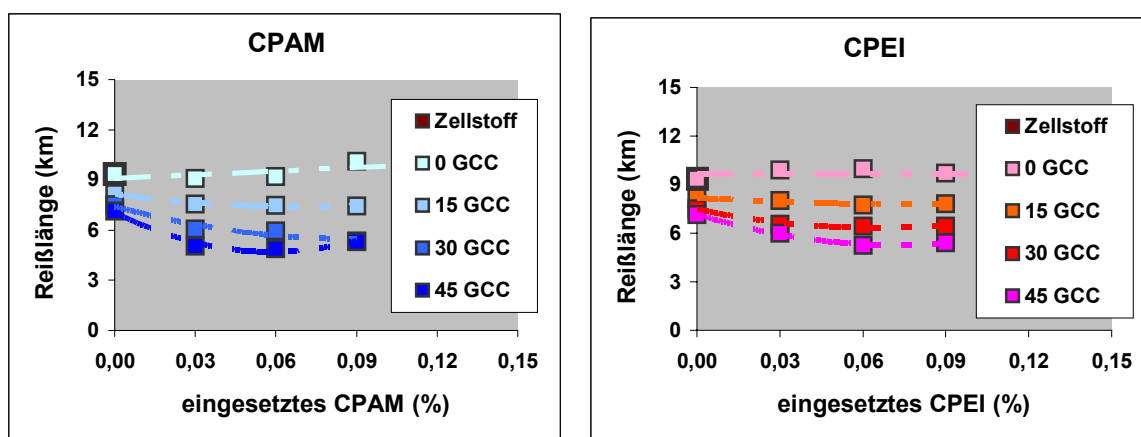 CPAM
Reißlänge (km)
15
12
9
6
3
0
0,00 0,03 0,06 0,09 0,12 0,15
eingesetztes CPAM (%)
Zellstoff
0 GCC
15 GCC
30 GCC
45 GCC
CPEI
Reißlänge (km)
15
12
9
6
3
0
0,00 0,03 0,06 0,09 0,12 0,15
eingesetztes CPEI (%)
Zellstoff
0 GCC
15 GCC
30 GCC
45 GCC